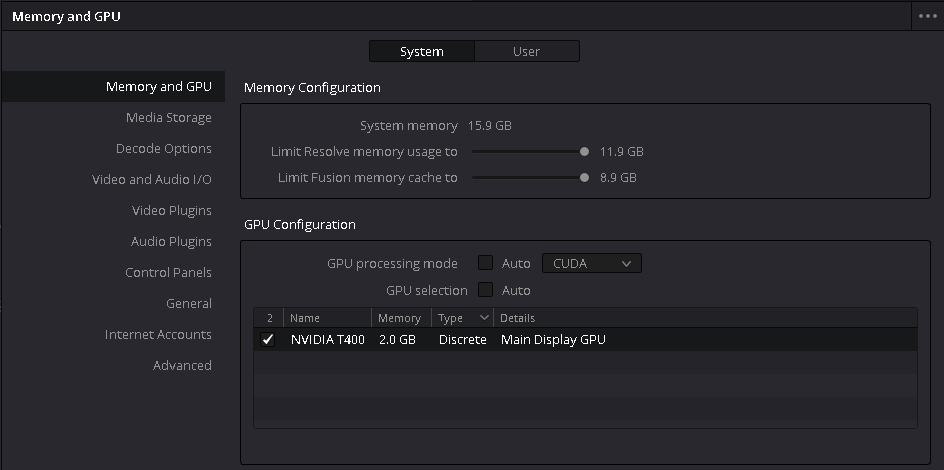 Memory and GPU
System User
Memory and GPU
Media Storage
Decode Options
Video and Audio I/O
Video Plugins
Audio Plugins
Control Panels
General
Internet Accounts
Advanced
Memory Configuration
System memory 15.9 GB
Limit Resolve memory usage to 11.9 GB
Limit Fusion memory cache to 8.9 GB
GPU Configuration
GPU processing mode Auto CUDA
GPU selection Auto
2 Name Memory Type Details
NVIDIA T400 2.0 GB Discrete Main Display GPU